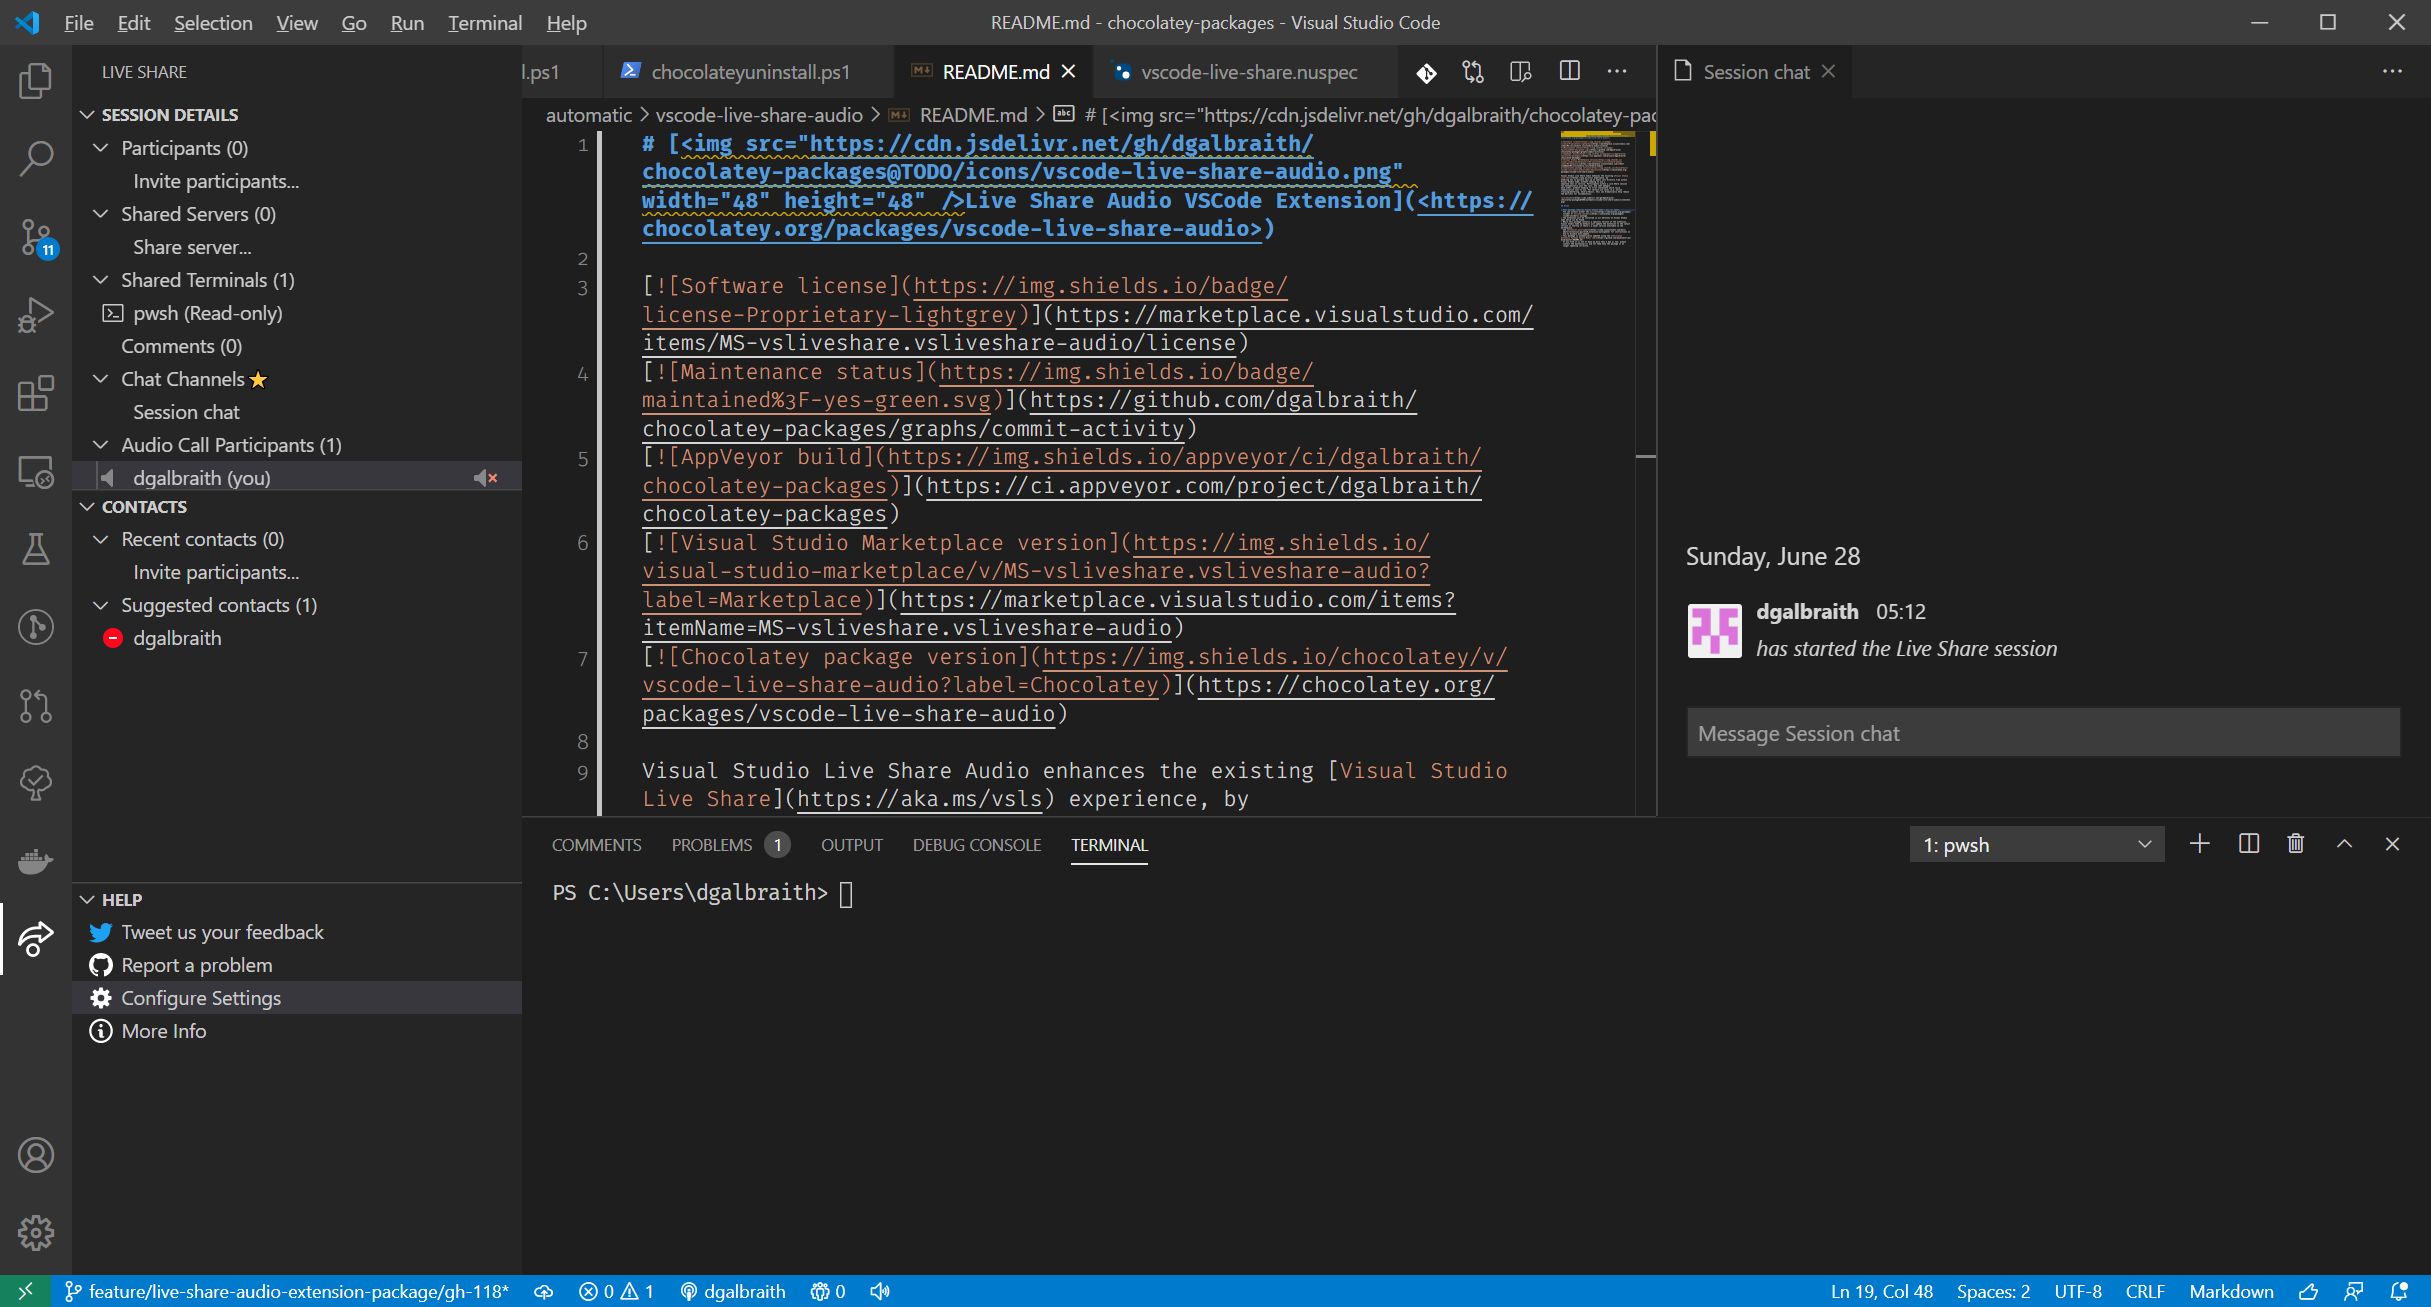 File Edit Selection View Go Run Terminal Help
README.md - chocolatey-packages - Visual Studio Code
LIVE SHARE
SESSION DETAILS
Participants (0)
Invite participants...
Shared Servers (0)
Share server...
Shared Terminals (1)
pwsh (Read-only)
Comments (0)
Chat Channels
Session chat
Audio Call Participants (1)
dgalbraith (you)
CONTACTS
Recent contacts (0)
Invite participants...
Suggested contacts (1)
dgalbraith
HELP
Tweet us your feedback
Report a problem
Configure Settings
More Info
11
l.ps1 chocolateyuninstall.ps1 README.md vscode-live-share.nuspec
automatic > vscode-live-share-audio > README.md > # [<img src="https://cdn.jsdelivr.net/gh/dgalbraith/chocolatey-pac
1 # [<img src="https://cdn.jsdelivr.net/gh/dgalbraith/
chocolatey-packages@TODO/icons/vscode-live-share-audio.png"
width="48" height="48" />Live Share Audio VSCode Extension](<https://
chocolatey.org/packages/vscode-live-share-audio>)
2
3 [![Software license](https://img.shields.io/badge/
license-Proprietary-lightgrey)](https://marketplace.visualstudio.com/
items/MS-vsliveshare.vsliveshare-audio/license)
4 [![Maintenance status](https://img.shields.io/badge/
maintained%3F-yes-green.svg)](https://github.com/dgalbraith/
chocolatey-packages/graphs/commit-activity)
5 [![AppVeyor build](https://img.shields.io/appveyor/ci/dgalbraith/
chocolatey-packages)](https://ci.appveyor.com/project/dgalbraith/
chocolatey-packages)
6 [![Visual Studio Marketplace version](https://img.shields.io/
visual-studio-marketplace/v/MS-vsliveshare.vsliveshare-audio?
label=Marketplace)](https://marketplace.visualstudio.com/items?
itemName=MS-vsliveshare.vsliveshare-audio)
7 [![Chocolatey package version](https://img.shields.io/chocolatey/v/
vscode-live-share-audio?label=Chocolatey)](https://chocolatey.org/
packages/vscode-live-share-audio)
8
9 Visual Studio Live Share Audio enhances the existing [Visual Studio
Live Share](https://aka.ms/vsls) experience, by
Session chat
Sunday, June 28
dgalbraith 05:12
has started the Live Share session
Message Session chat
COMMENTS PROBLEMS 1 OUTPUT DEBUG CONSOLE TERMINAL
1: pwsh
PS C:\Users\dgalbraith>
feature/live-share-audio-extension-package/gh-118* 0 1 dgalbraith 0
Ln 19, Col 48 Spaces: 2 UTF-8 CRLF Markdown